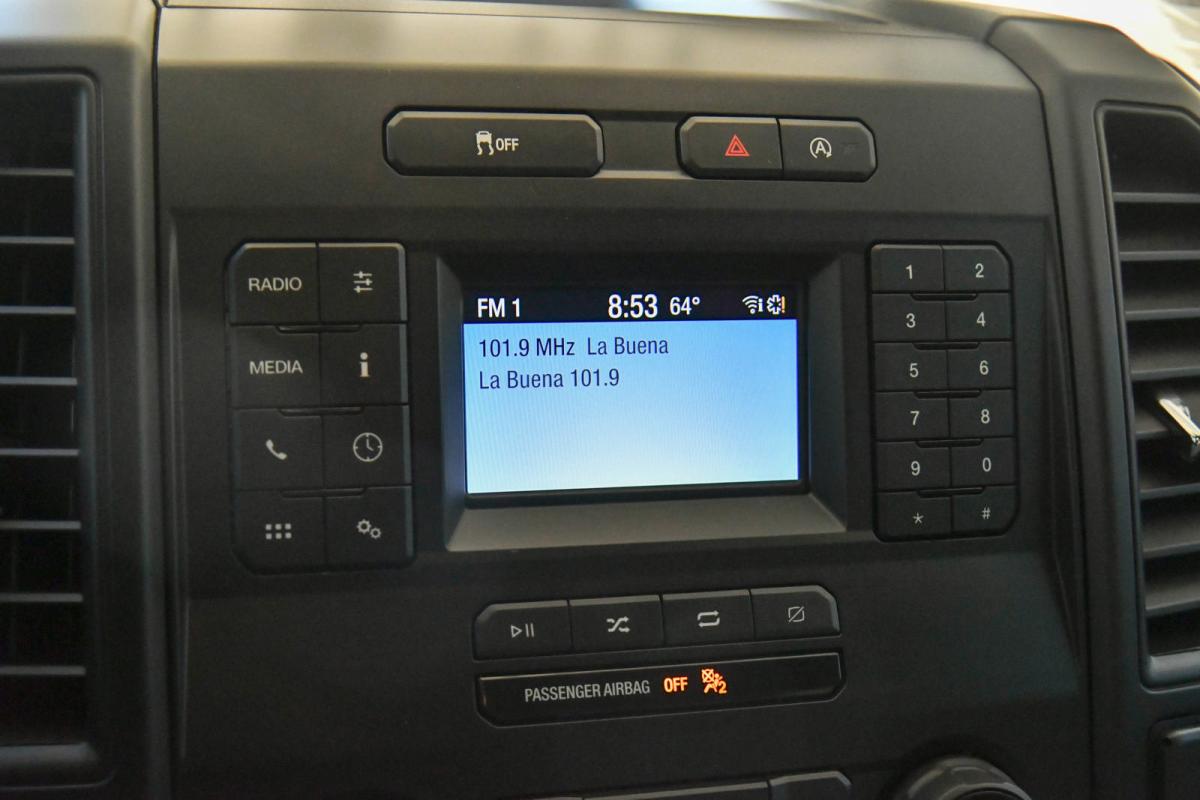 OFF
A
RADIO
MEDIA
i
FM 1 8:53 64°
101.9 MHz La Buena
La Buena 101.9
1 2
3 4
5 6
7 8
9 0
* #
PASSENGER AIRBAG OFF 2